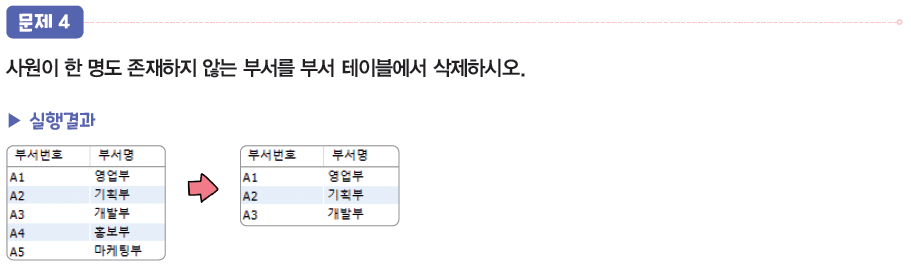 문제 4
사원이 한 명도 존재하지 않는 부서를 부서 테이블에서 삭제하시오.
▶ 실행결과
부서번호 부서명
A1 영업부
A2 기획부
A3 개발부
A4 홍보부
A5 마케팅부
부서번호 부서명
A1 영업부
A2 기획부
A3 개발부